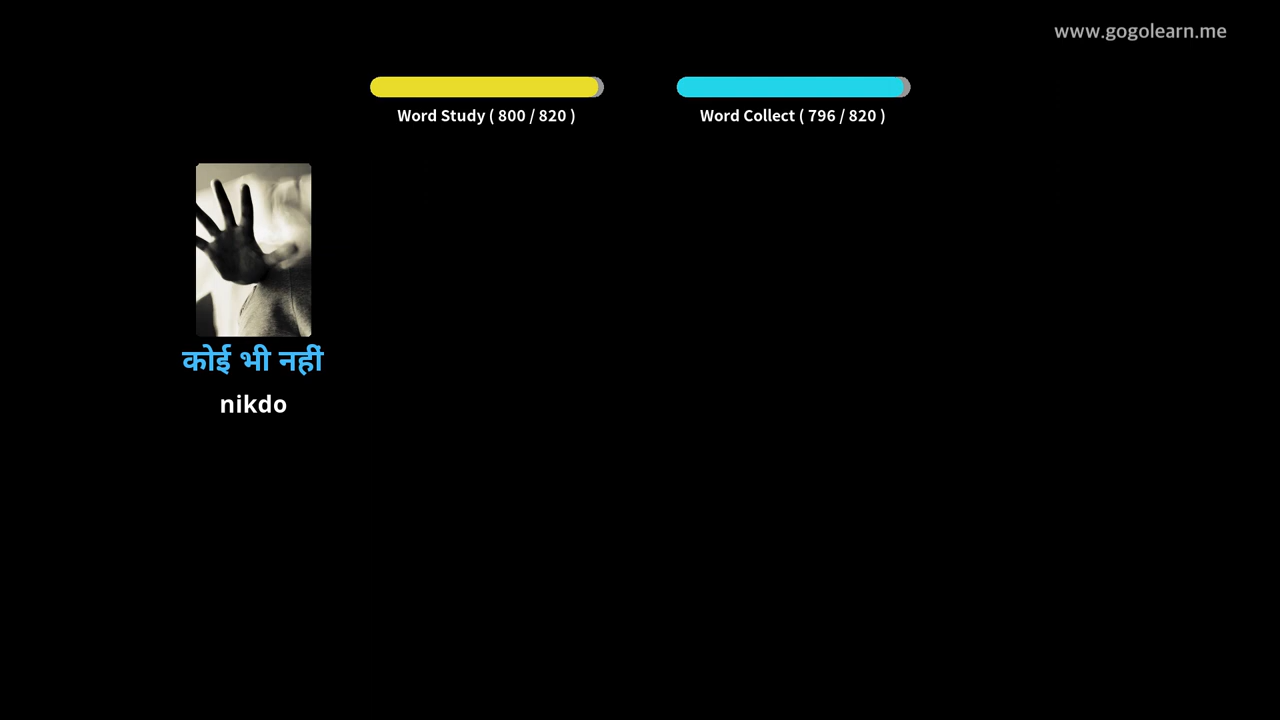 www.gogolearn.me
Word Study ( 800 / 820 )
Word Collect ( 796 / 820 )
कोई भी नहीं
nikdo